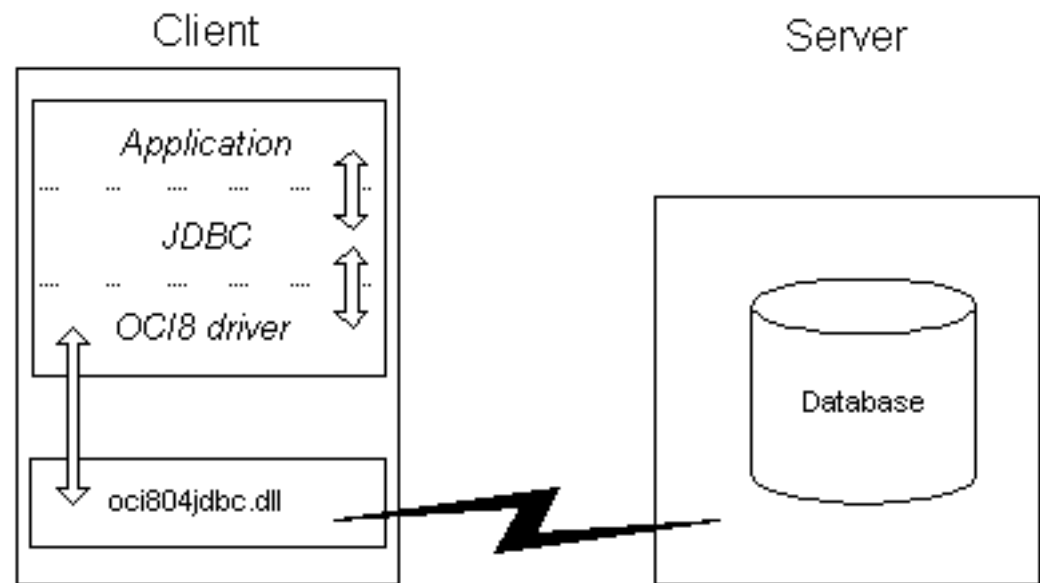 Client
Server
Application
JDBC
OCI8 driver
Database
oci804jdbc.dll